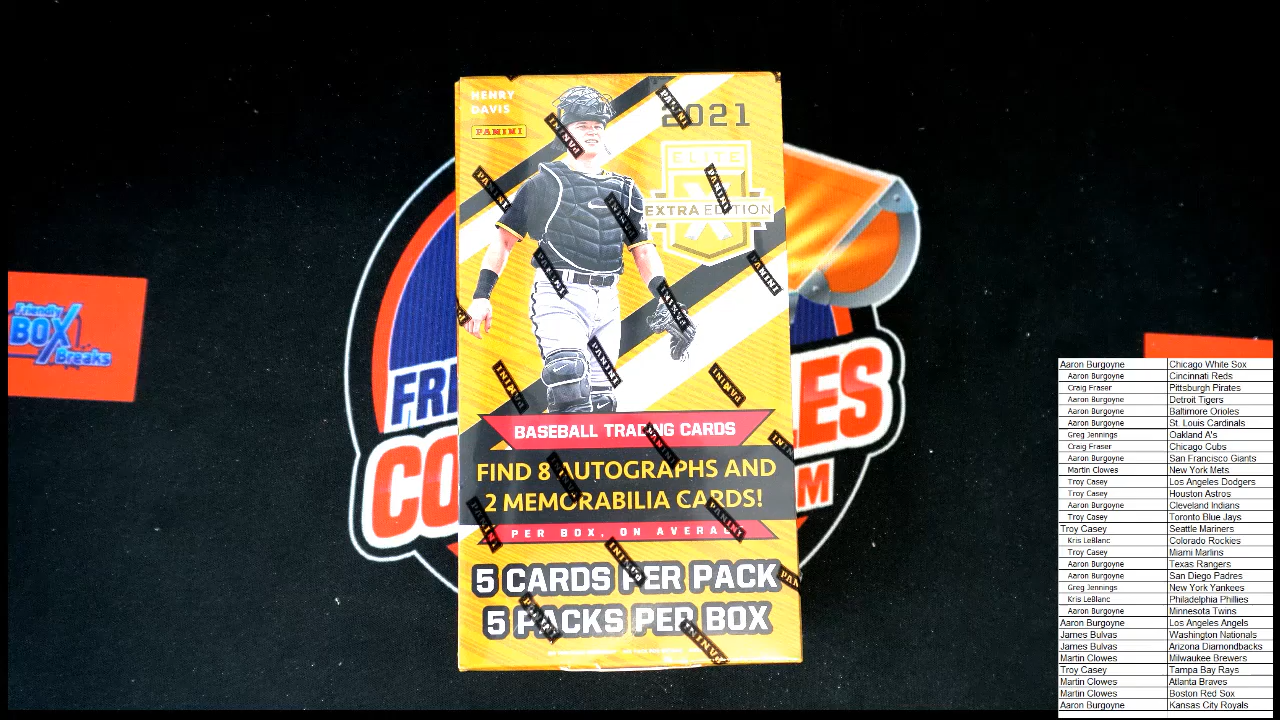 HENRY
DAVIS
PANINI
2021
ELITE
X
EXTRA EDITION
BASEBALL TRADING CARDS
FIND 8 AUTOGRAPHS AND
2 MEMORABILIA CARDS!
PER BOX, ON AVERAGE
5 CARDS PER PACK
5 PACKS PER BOX
Friendly
BOX
Breaks
FRI
ES
CO
M
Aaron Burgoyne Chicago White Sox
Aaron Burgoyne Cincinnati Reds
Craig Fraser Pittsburgh Pirates
Aaron Burgoyne Detroit Tigers
Aaron Burgoyne Baltimore Orioles
Aaron Burgoyne St. Louis Cardinals
Greg Jennings Oakland A's
Craig Fraser Chicago Cubs
Aaron Burgoyne San Francisco Giants
Martin Clowes New York Mets
Troy Casey Los Angeles Dodgers
Troy Casey Houston Astros
Aaron Burgoyne Cleveland Indians
Troy Casey Toronto Blue Jays
Troy Casey Seattle Mariners
Kris LeBlanc Colorado Rockies
Troy Casey Miami Marlins
Aaron Burgoyne Texas Rangers
Aaron Burgoyne San Diego Padres
Greg Jennings New York Yankees
Kris LeBlanc Philadelphia Phillies
Aaron Burgoyne Minnesota Twins
Aaron Burgoyne Los Angeles Angels
James Bulvas Washington Nationals
James Bulvas Arizona Diamondbacks
Martin Clowes Milwaukee Brewers
Troy Casey Tampa Bay Rays
Martin Clowes Atlanta Braves
Martin Clowes Boston Red Sox
Aaron Burgoyne Kansas City Royals